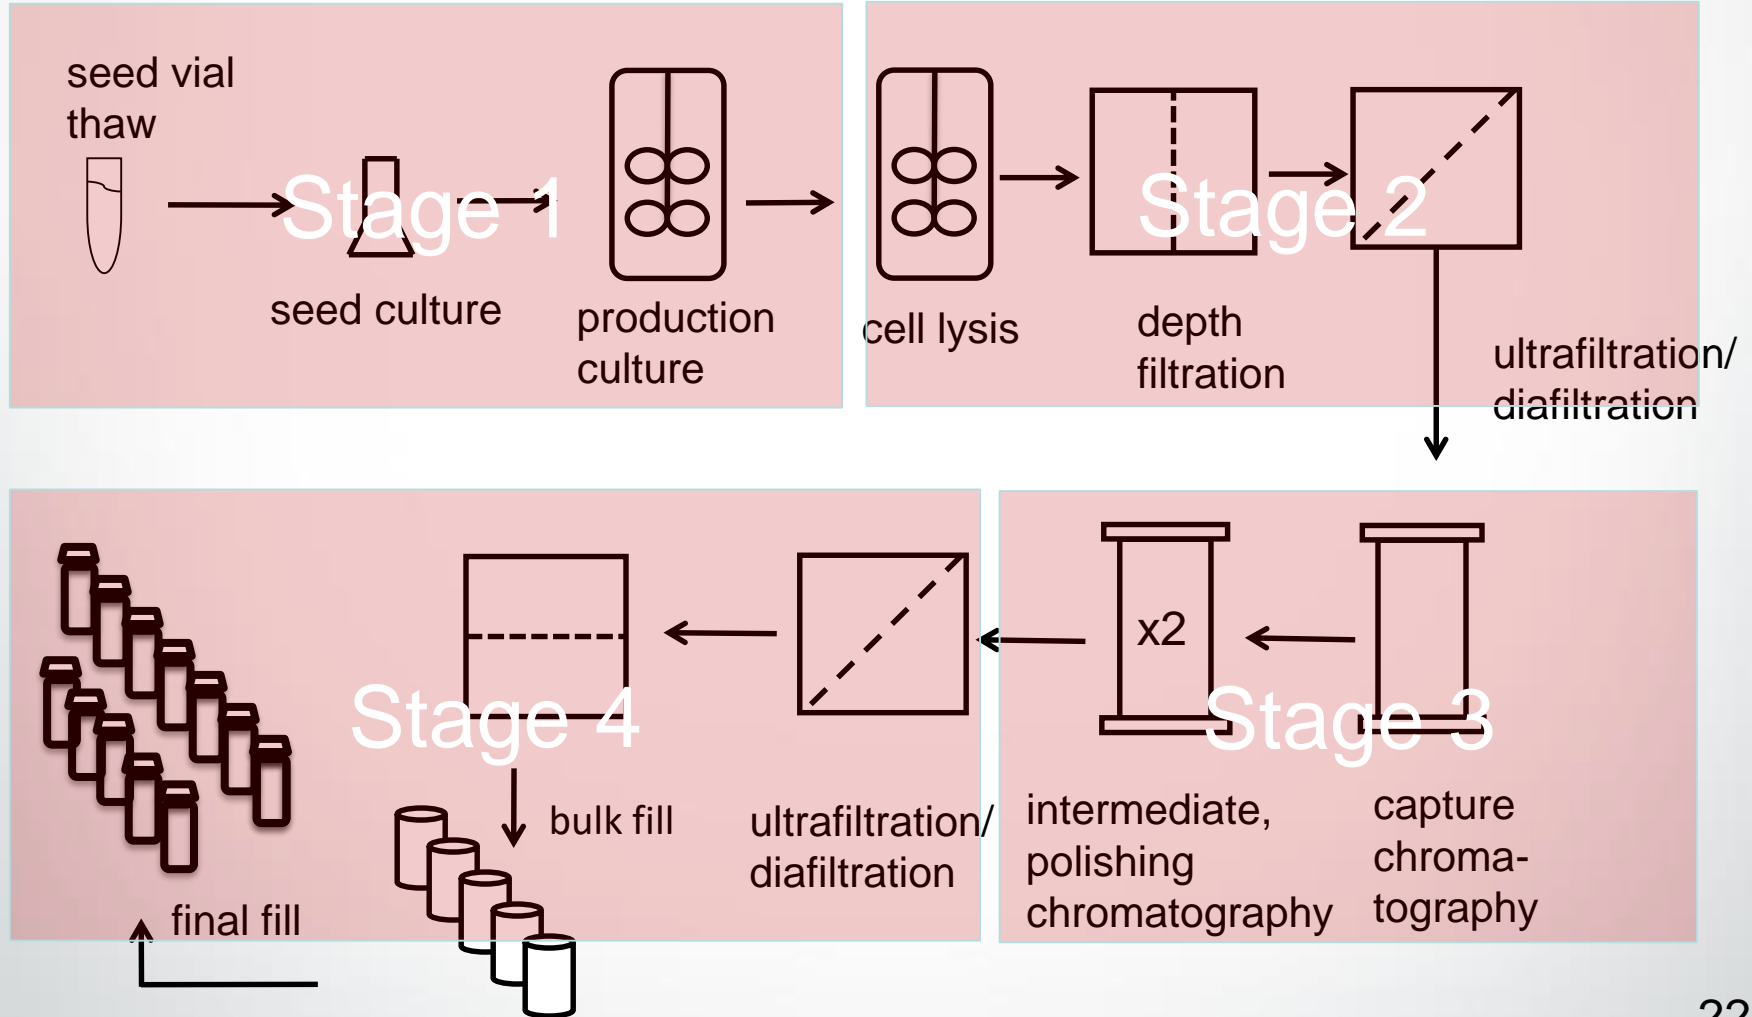 seed vial
thaw
Stage 1
seed culture
production
culture
Stage 2
cell lysis
depth
filtration
ultrafiltration/
diafiltration
x2
Stage 3
capture
chroma-
tography
intermediate,
polishing
chromatography
Stage 4
ultrafiltration/
diafiltration
bulk fill
final fill
22